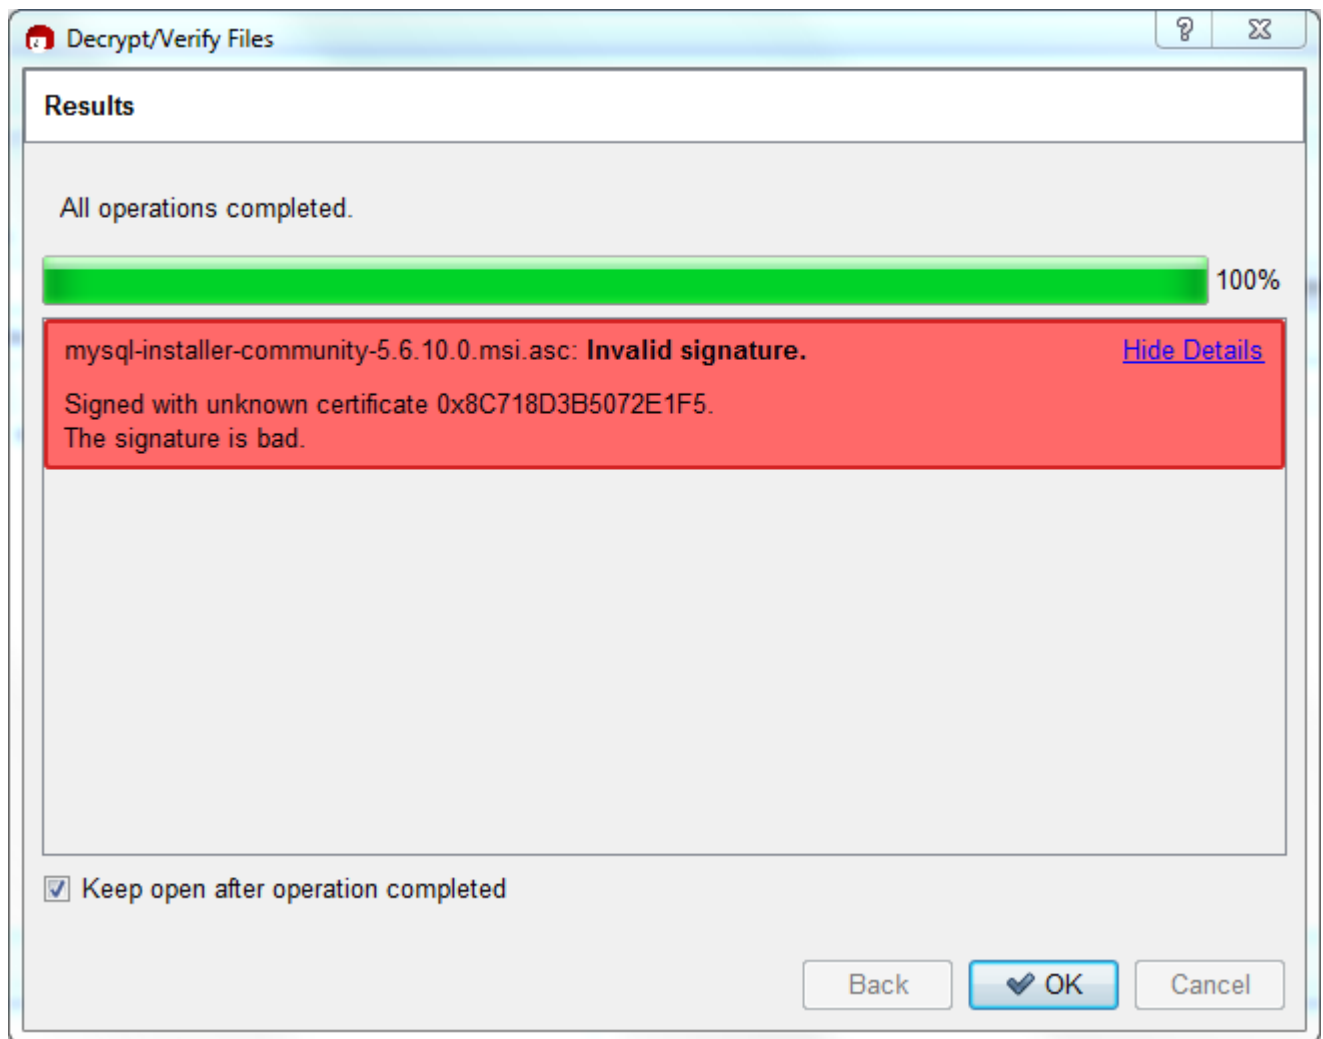 Decrypt/Verify Files
Results
All operations completed.
100%
mysql-installer-community-5.6.10.0.msi.asc: Invalid signature. Hide Details
Signed with unknown certificate 0x8C718D3B5072E1F5.
The signature is bad.
Keep open after operation completed
Back OK Cancel